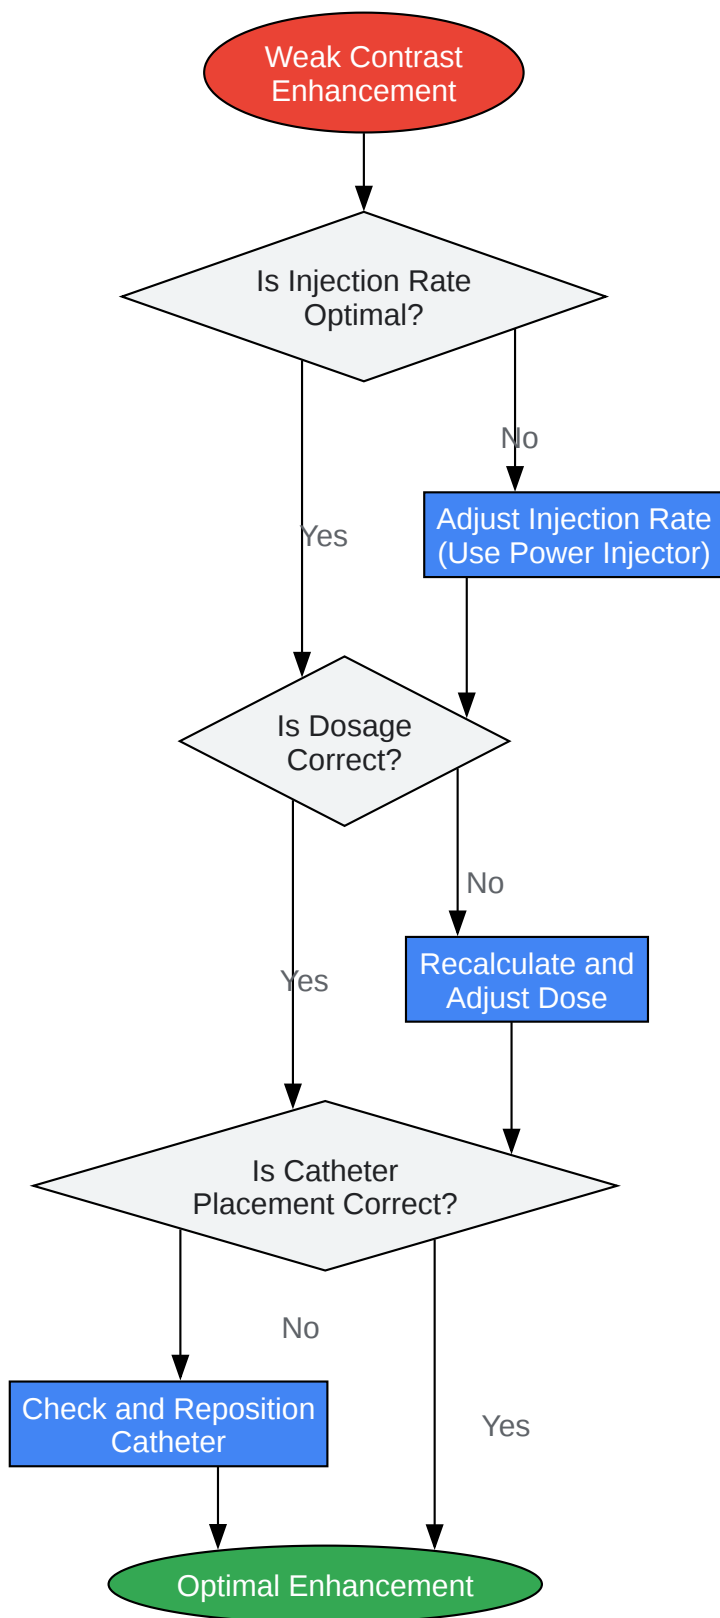 Weak Contrast
Enhancement
Is Injection Rate
Optimal?
No
Adjust Injection Rate
(Use Power Injector)
Yes
Is Dosage
Correct?
No
Recalculate and
Adjust Dose
Yes
Is Catheter
Placement Correct?
No
Check and Reposition
Catheter
Yes
Optimal Enhancement